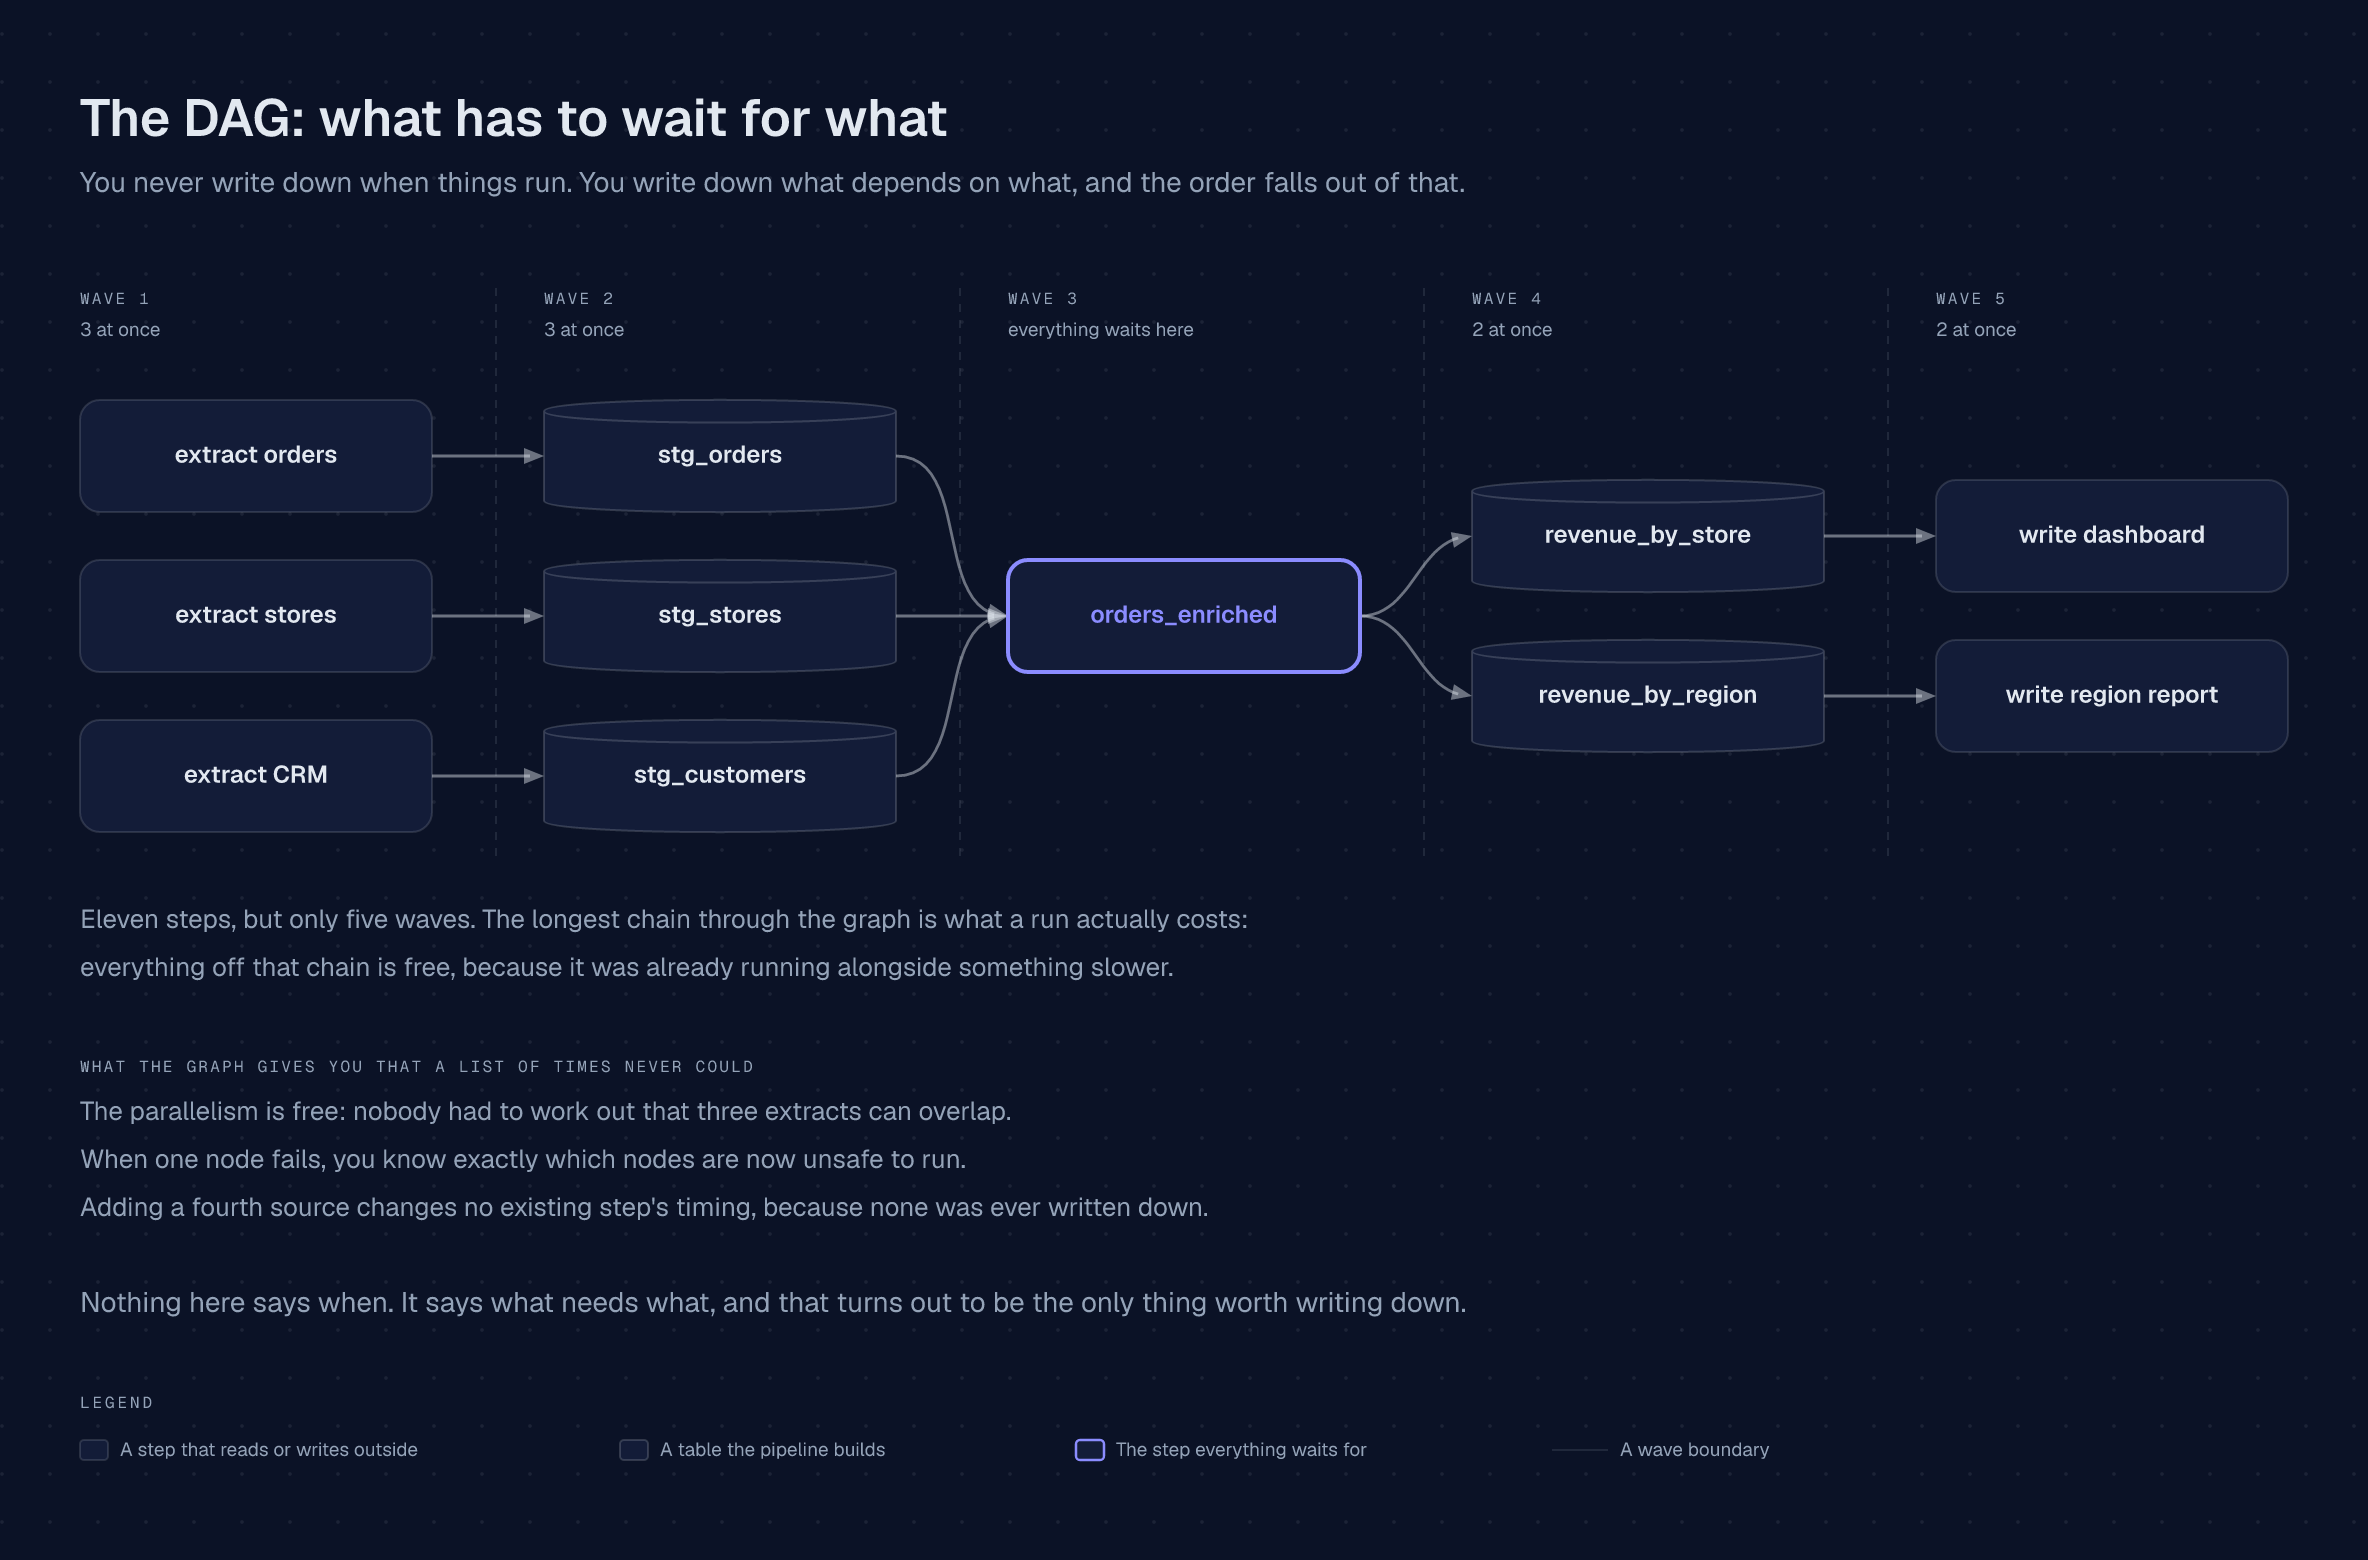 The DAG: what has to wait for what
You never write down when things run. You write down what depends on what, and the order falls out of that.
WAVE 1
3 at once
WAVE 2
3 at once
WAVE 3
everything waits here
WAVE 4
2 at once
WAVE 5
2 at once
extract orders
stg_orders
extract stores
stg_stores
extract CRM
stg_customers
orders_enriched
revenue_by_store
write dashboard
revenue_by_region
write region report
Eleven steps, but only five waves. The longest chain through the graph is what a run actually costs:
everything off that chain is free, because it was already running alongside something slower.
WHAT THE GRAPH GIVES YOU THAT A LIST OF TIMES NEVER COULD
The parallelism is free: nobody had to work out that three extracts can overlap.
When one node fails, you know exactly which nodes are now unsafe to run.
Adding a fourth source changes no existing step's timing, because none was ever written down.
Nothing here says when. It says what needs what, and that turns out to be the only thing worth writing down.
LEGEND
A step that reads or writes outside
A table the pipeline builds
The step everything waits for
A wave boundary